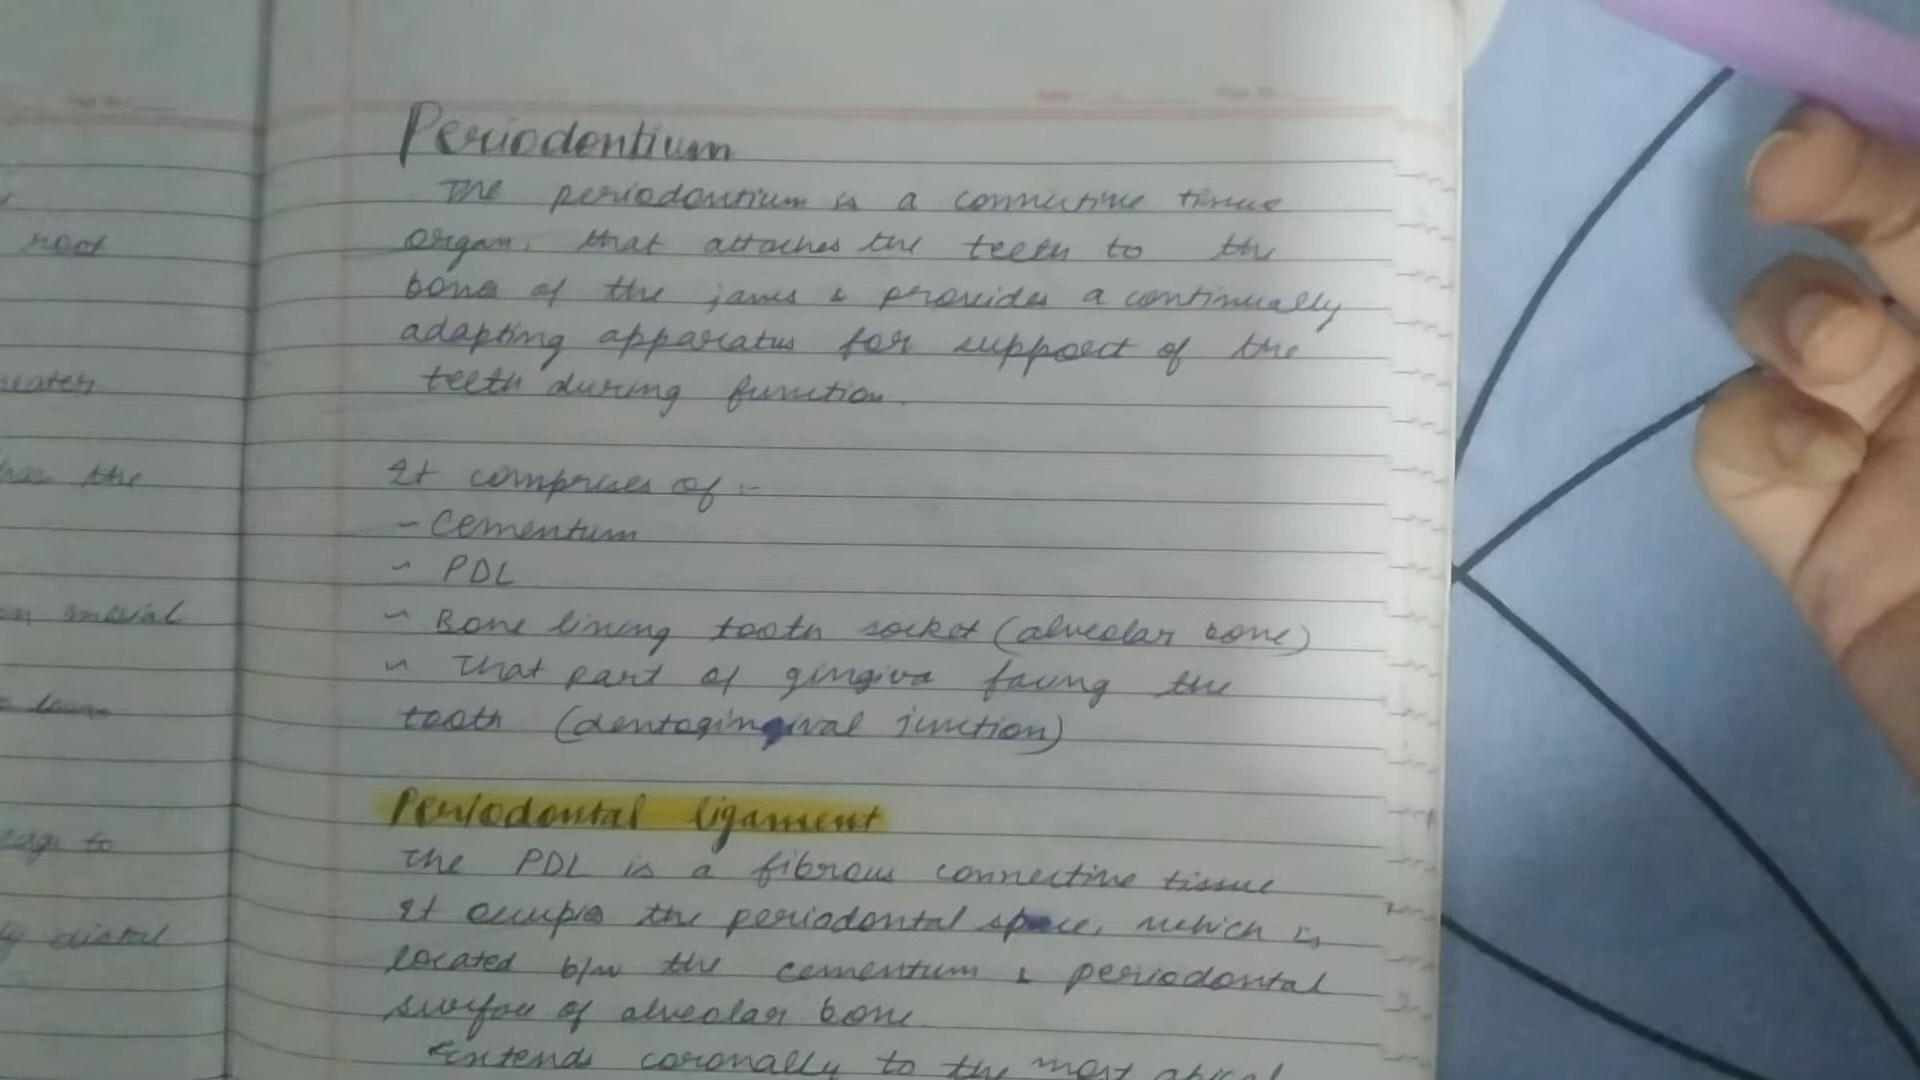 root
the
mesial
to
distal
Periodontium
The periodontium is a connective tissue
organ, that attaches the teeth to the
bones of the jaws & provides a continually
adapting apparatus for support of the
teeth during function.
It comprises of :-
- Cementum
- PDL
- Bone lining tooth socket (alveolar bone)
- That part of gingiva facing the
tooth (dentogingival junction)
Periodontal ligament
The PDL is a fibrous connective tissue
It occupies the periodontal space, which is
located b/w the cementum & periodontal
surface of alveolar bone.
Extends coronally to the most apical